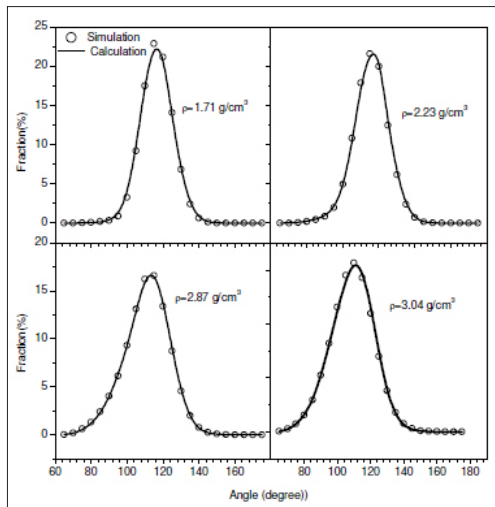 25
20
15
10
5
0
Fraction(%)
Simulation
Calculation
ρ=1.71 g/cm³
ρ=2.23 g/cm³
20
15
10
5
0
Fraction(%)
ρ=2.87 g/cm³
ρ=3.04 g/cm³
60 80 100 120 140 160
80 100 120 140 160 180
Angle (degree))